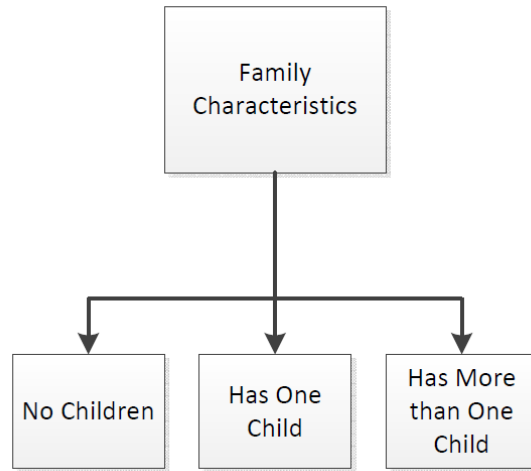 Family
Characteristics
No Children
Has One
Child
Has More
than One
Child